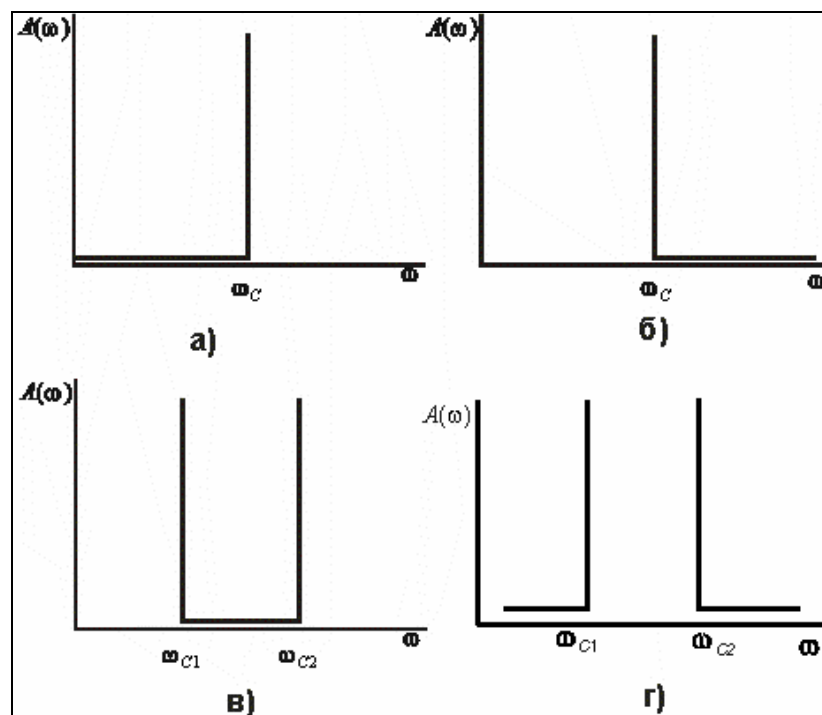 A(ω) A(ω)
ω ω
ω_C ω_C
а) б)
A(ω) A(ω)
ω
ω_C1 ω_C2 ω_C1 ω_C2 ω
в) г)